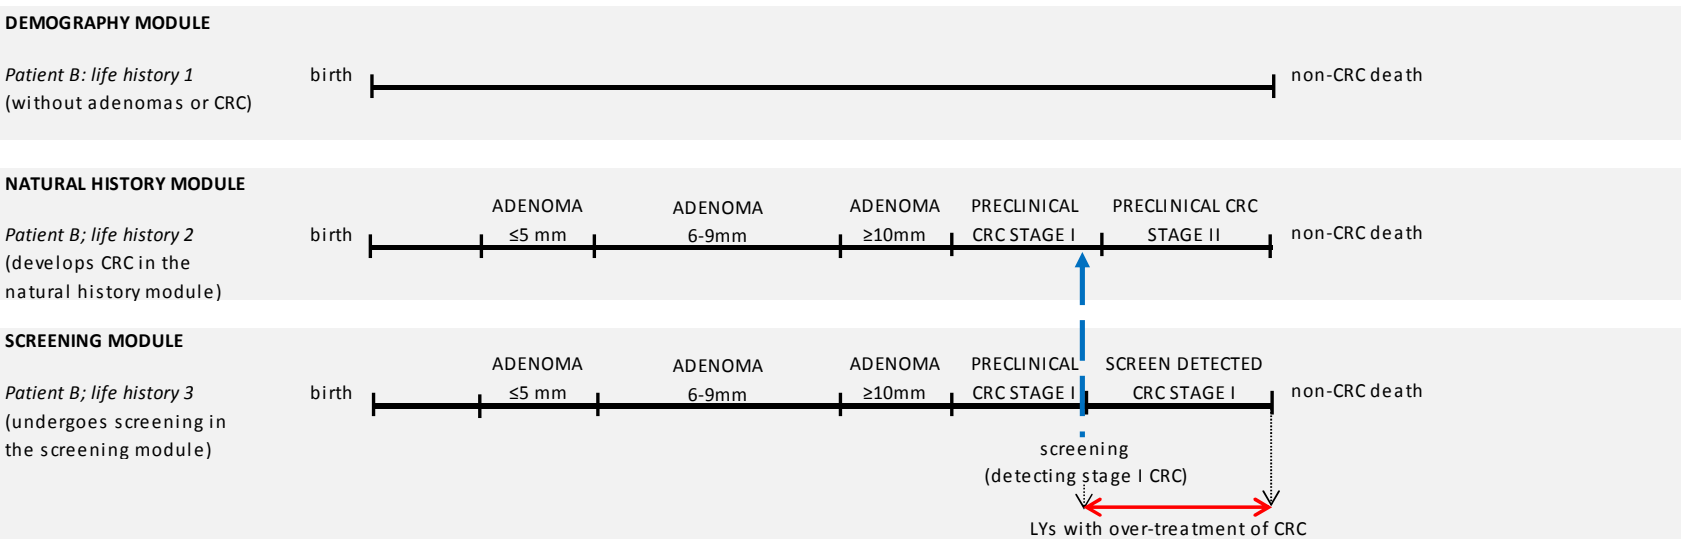 DEMOGRAPHY MODULE
Patient B: life history 1
(without adenomas or CRC)
birth
non-CRC death
NATURAL HISTORY MODULE
Patient B; life history 2
(develops CRC in the
natural history module)
birth
ADENOMA
≤5 mm
ADENOMA
6-9mm
ADENOMA
≥10mm
PRECLINICAL
CRC STAGE I
PRECLINICAL CRC
STAGE II
non-CRC death
SCREENING MODULE
Patient B; life history 3
(undergoes screening in
the screening module)
birth
ADENOMA
≤5 mm
ADENOMA
6-9mm
ADENOMA
≥10mm
PRECLINICAL
CRC STAGE I
SCREEN DETECTED
CRC STAGE I
non-CRC death
screening
(detecting stage I CRC)
LYs with over-treatment of CRC